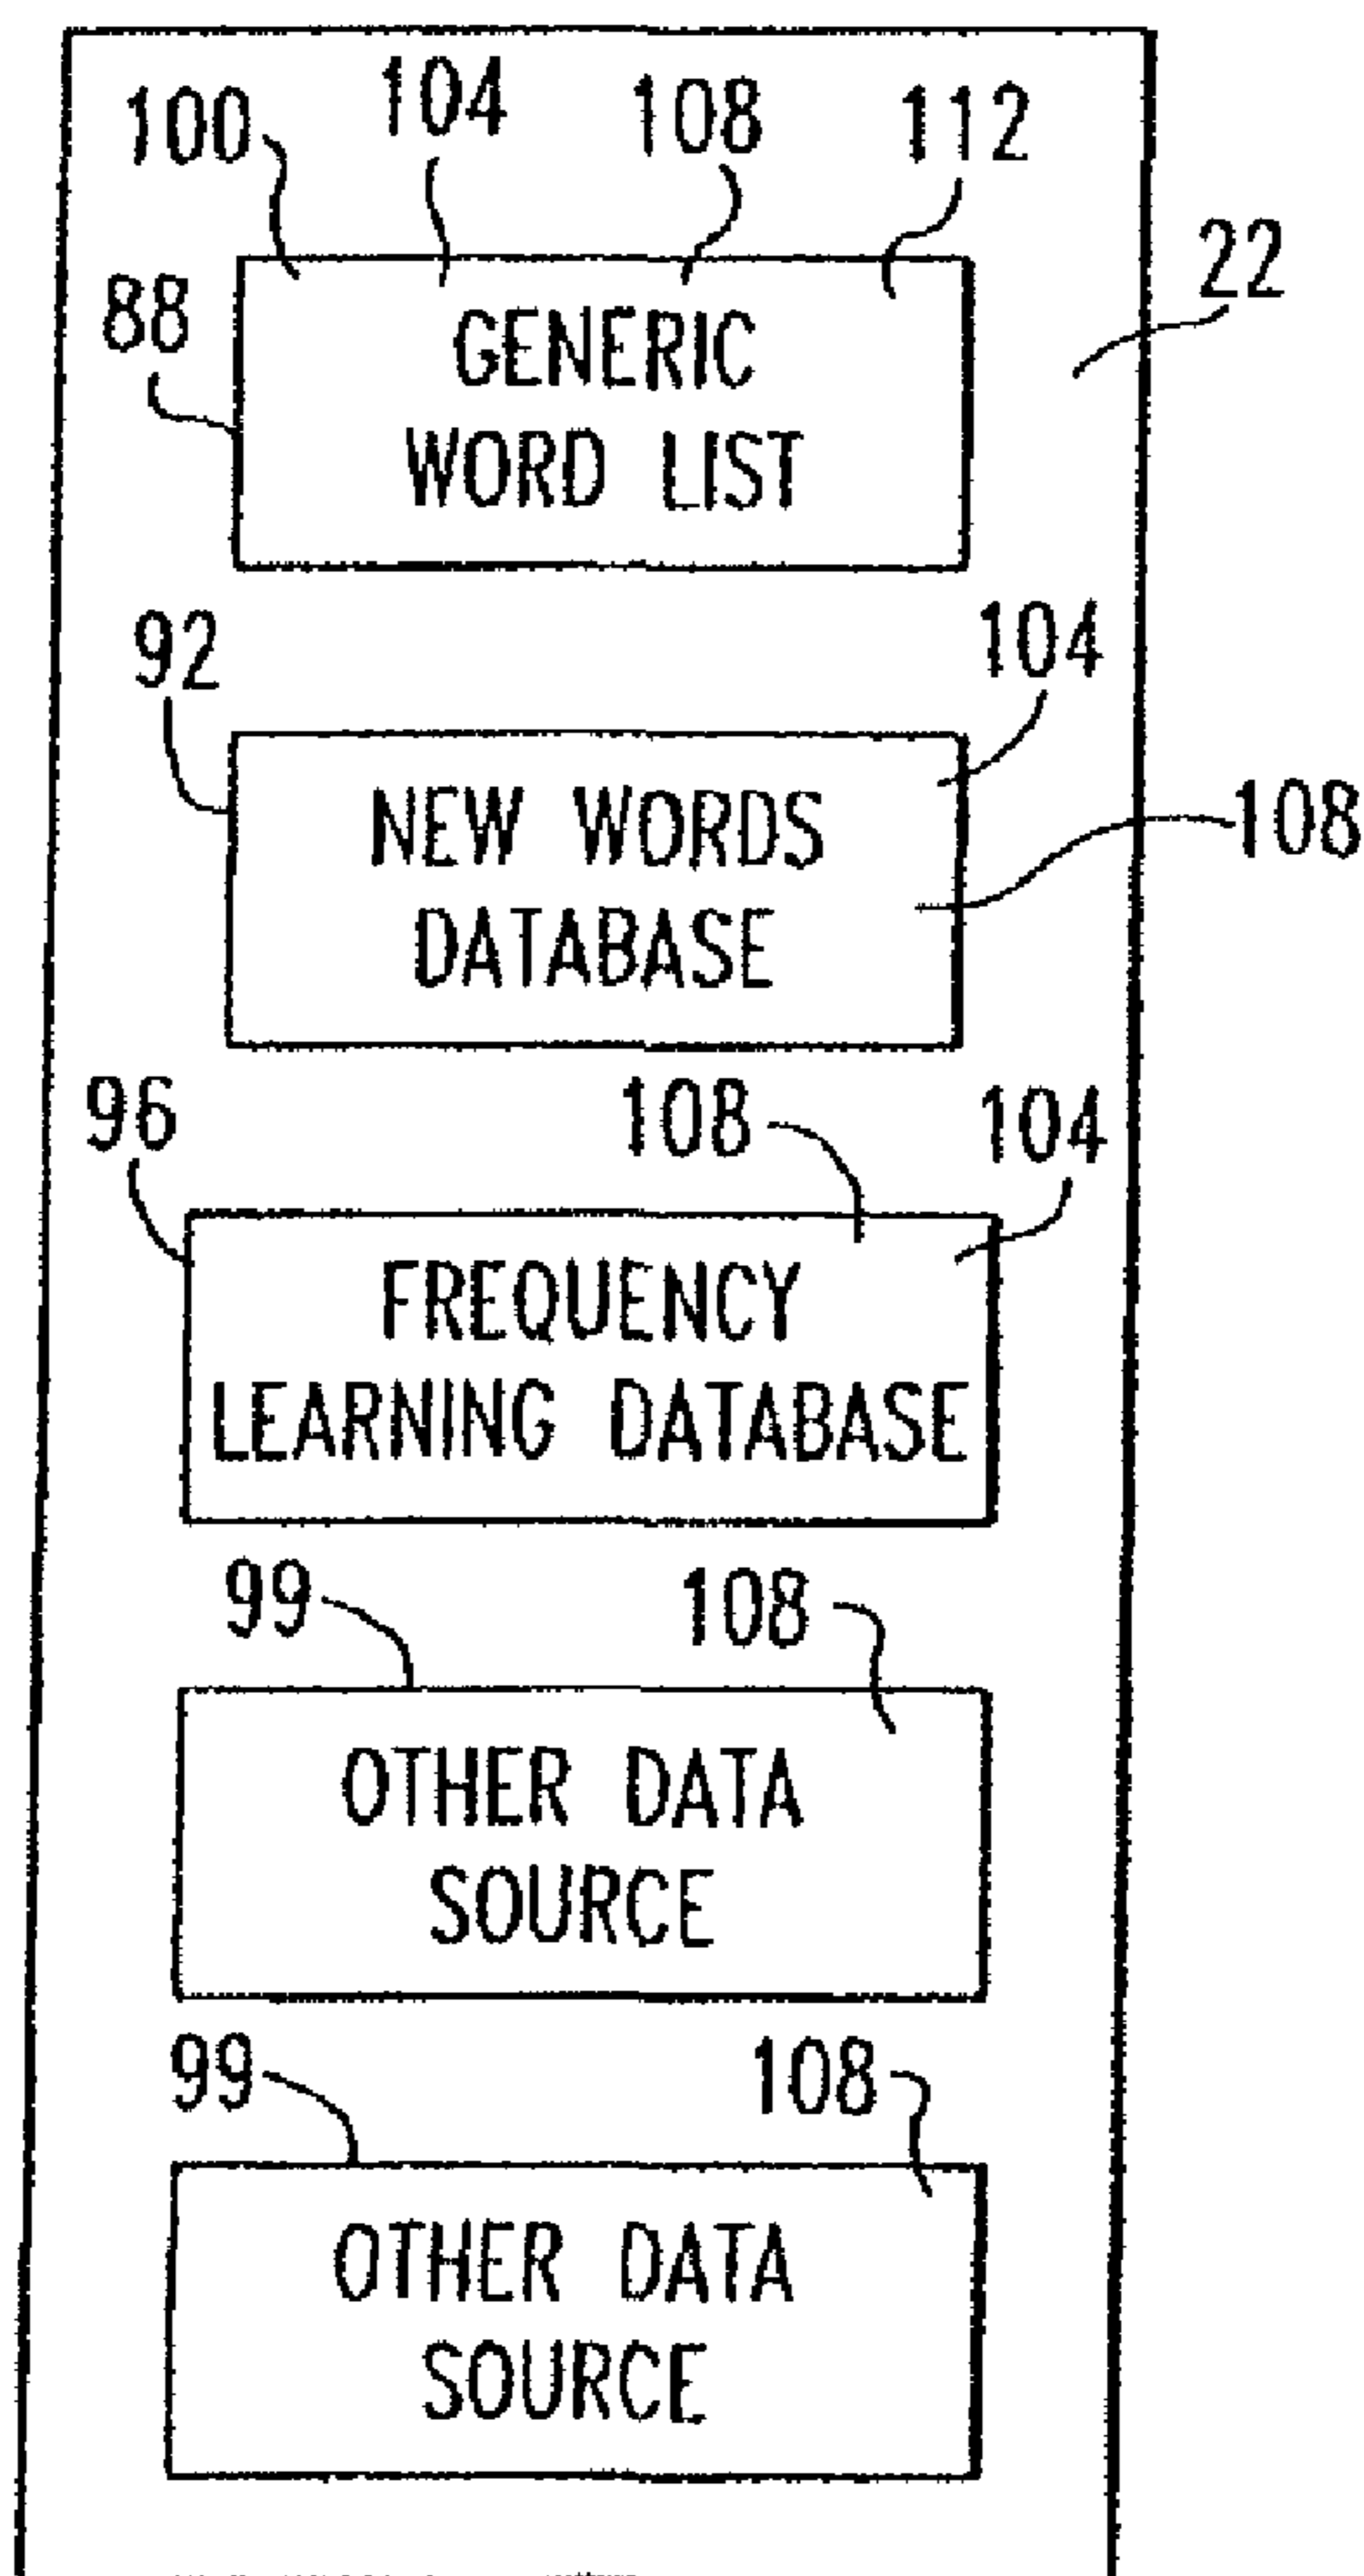 100 104 108 112
22
88
GENERIC
WORD LIST
92
104
NEW WORDS
DATABASE
108
96
108 104
FREQUENCY
LEARNING DATABASE
99 108
OTHER DATA
SOURCE
99 108
OTHER DATA
SOURCE